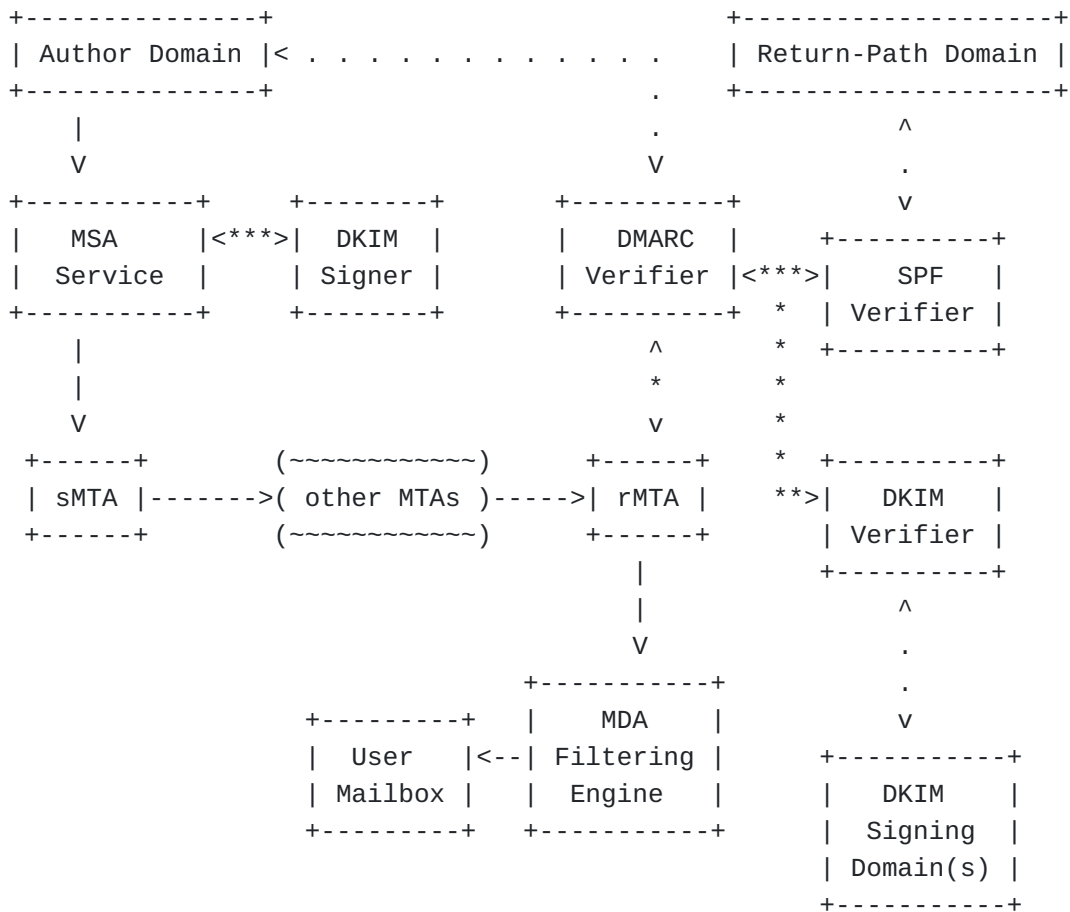 +---------------+                             +--------------------+
| Author Domain |< . . . . . . . . . . . .    | Return-Path Domain |
+---------------+                        .    +--------------------+
    |                                    .               ^
    V                                    V               .
+-----------+     +--------+       +----------+          v
|   MSA     |<***>|  DKIM  |       |   DMARC  |     +----------+
|  Service  |     | Signer |       | Verifier |<***>|    SPF   |
+-----------+     +--------+       +----------+  *  | Verifier |
    |                                    ^       *  +----------+
    |                                    *       *
    V                                    v       *
 +------+        (~~~~~~~~~~~~)      +------+    *  +----------+
 | sMTA |------->( other MTAs )----->| rMTA |    **>|   DKIM   |
 +------+        (~~~~~~~~~~~~)      +------+       | Verifier |
                                        |           +----------+
                                        |                ^
                                        V                .
                                 +-----------+           .
                   +---------+   |    MDA    |           v
                   |  User   |<--| Filtering |      +-----------+
                   | Mailbox |   |  Engine   |      |   DKIM    |
                   +---------+   +-----------+      |  Signing  |
                                                    | Domain(s) |
                                                    +-----------+